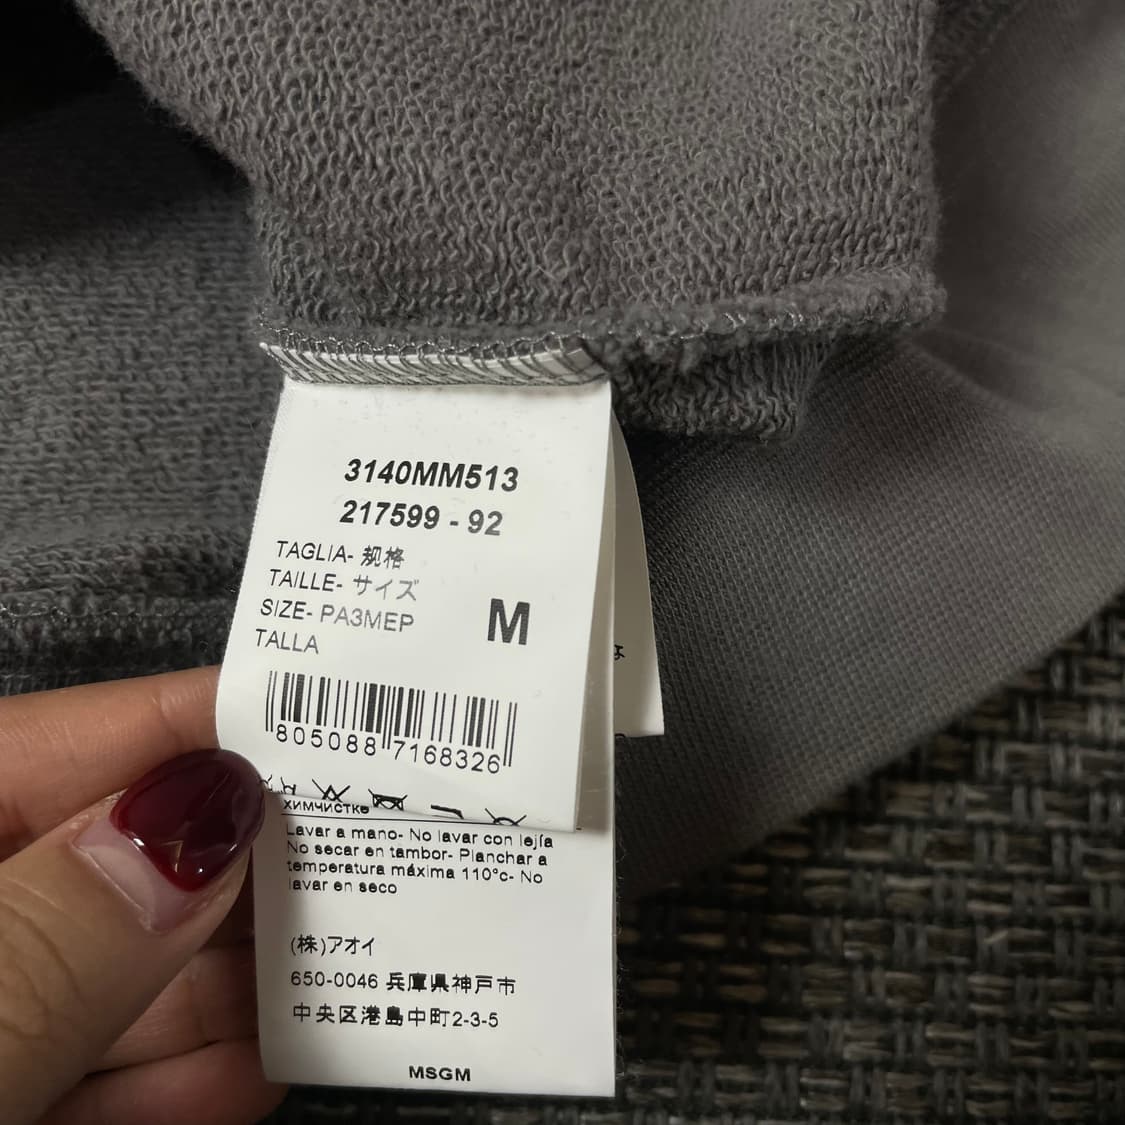 3140MM513
217599 - 92
TAGLIA- 规格
TAILLE- サイズ
SIZE- РАЗМЕР
TALLA
M
805088 7168326
химчистке
Lavar a mano- No lavar con lejía
No secar en tambor- Planchar a
temperatura máxima 110°c- No
lavar en seco
(株)アオイ
650-0046 兵庫県神戸市
中央区港島中町2-3-5
MSGM